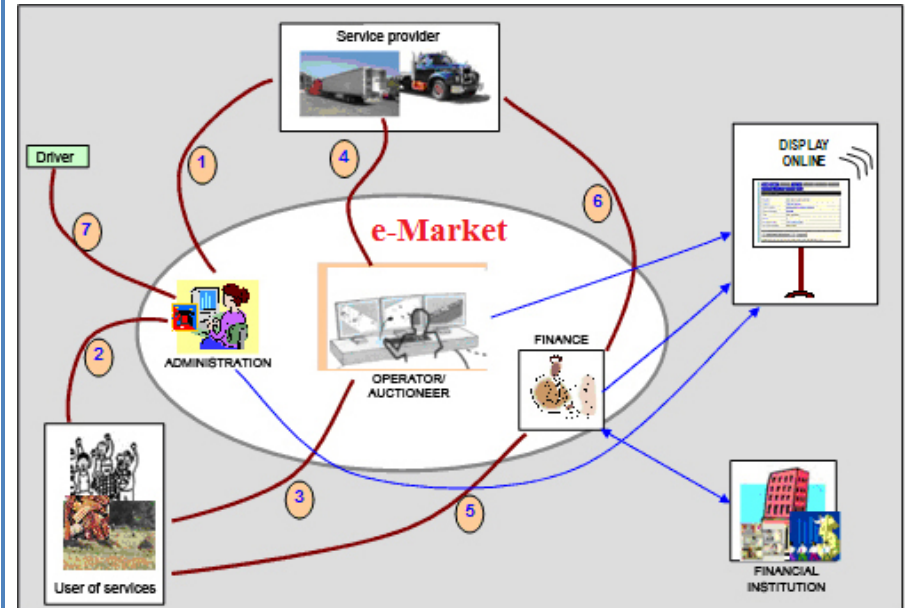 Service provider
1
4
Driver
DISPLAY
ONLINE
6
7
e-Market
2
ADMINISTRATION
OPERATOR/
AUCTIONEER
FINANCE
3
5
User of services
FINANCIAL
INSTITUTION